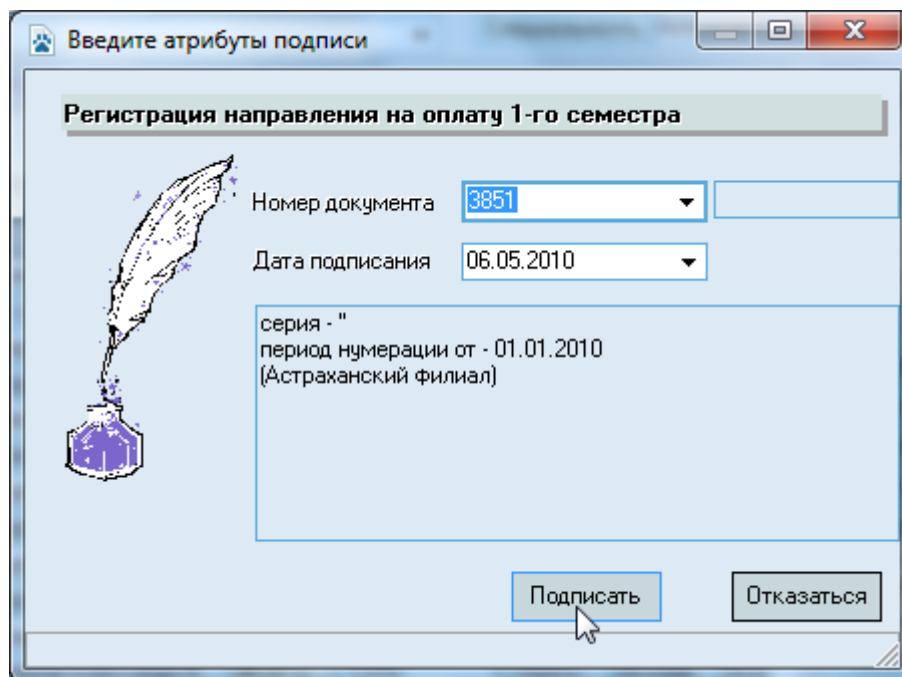 Введите атрибуты подписи
Регистрация направления на оплату 1-го семестра
Номер документа 3851
Дата подписания 06.05.2010
серия - "
период нумерации от - 01.01.2010
(Астраханский филиал)
Подписать Отказаться